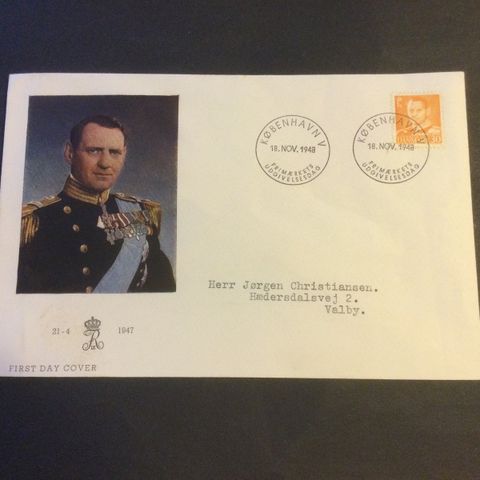 KØBENHAVN V
18. NOV. 1948
FRIMÆRKETS
UDGIVELSESDAG
KØBENHAVN V
18. NOV. 1948
FRIMÆRKETS
UDGIVELSESDAG
30
Herr Jørgen Christiansen.
Hædersdalsvej 2.
Valby.
21-4 1947
FIRST DAY COVER